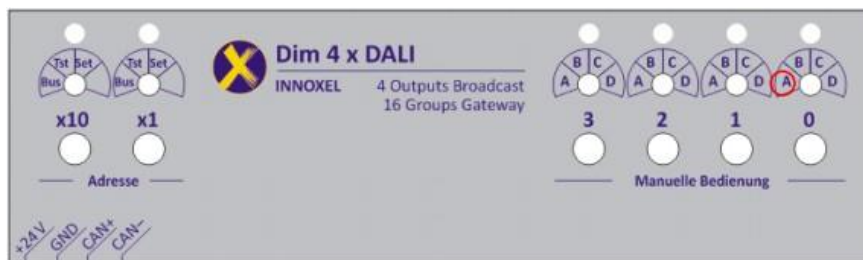 Tst Set Tst Set
Bus Bus
x10 x1
Adresse
+24V GND CAN+ CAN−
X
Dim 4 x DALI
INNOXEL 4 Outputs Broadcast
16 Groups Gateway
B C B C B C B C
A D A D A D A D
3 2 1 0
Manuelle Bedienung